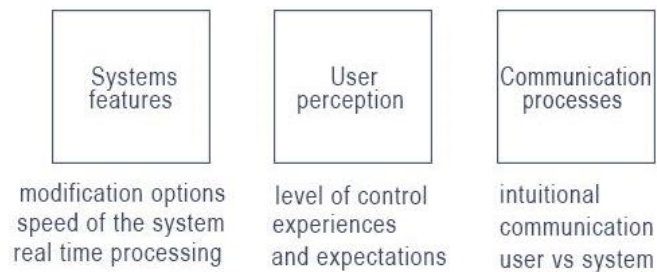 Systems
features
User
perception
Communication
processes
modification options
speed of the system
real time processing
level of control
experiences
and expectations
intuitional
communication
user vs system